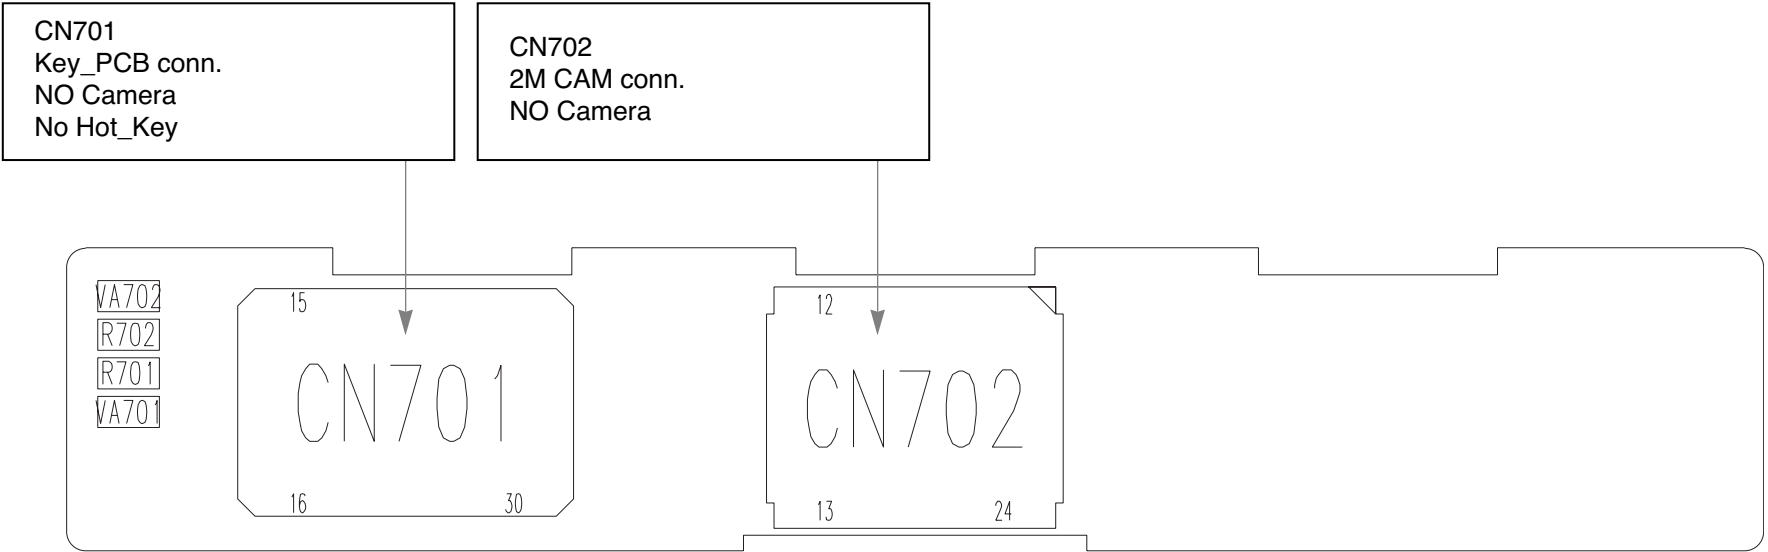 CN701
Key_PCB conn.
NO Camera
No Hot_Key
CN702
2M CAM conn.
NO Camera
VA702
R702
R701
VA701
15
CN701
16 30
12
CN702
13 24